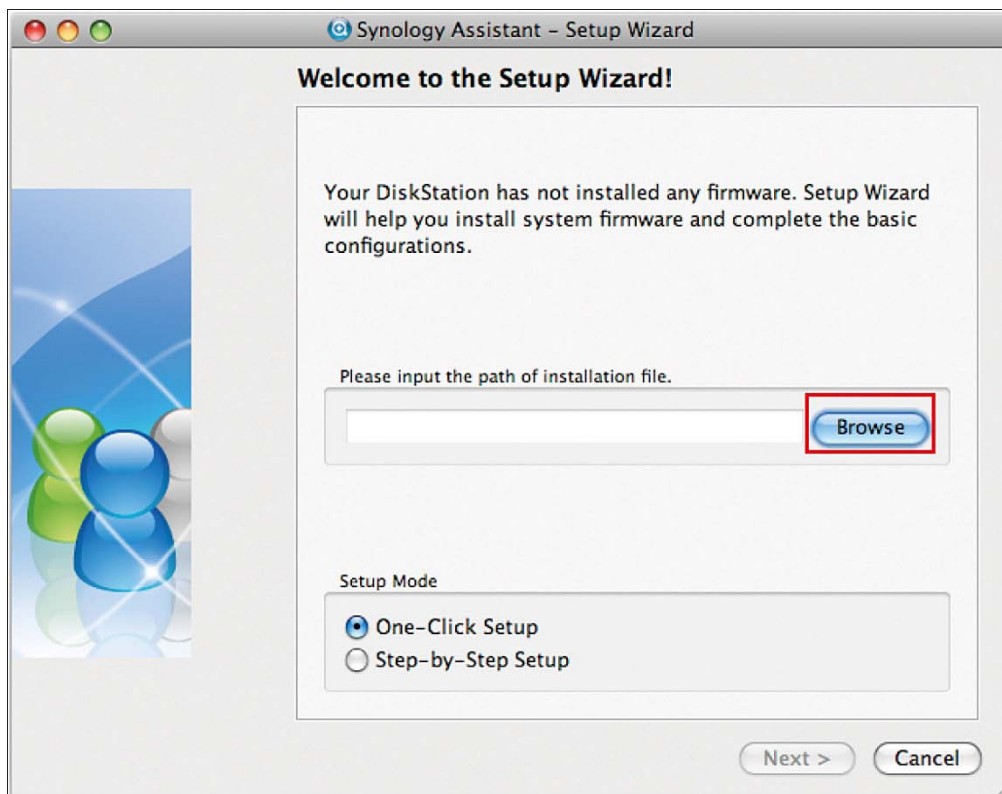 Synology Assistant – Setup Wizard
Welcome to the Setup Wizard!
Your DiskStation has not installed any firmware. Setup Wizard
will help you install system firmware and complete the basic
configurations.
Please input the path of installation file.
Browse
Setup Mode
One-Click Setup
Step-by-Step Setup
Next >
Cancel